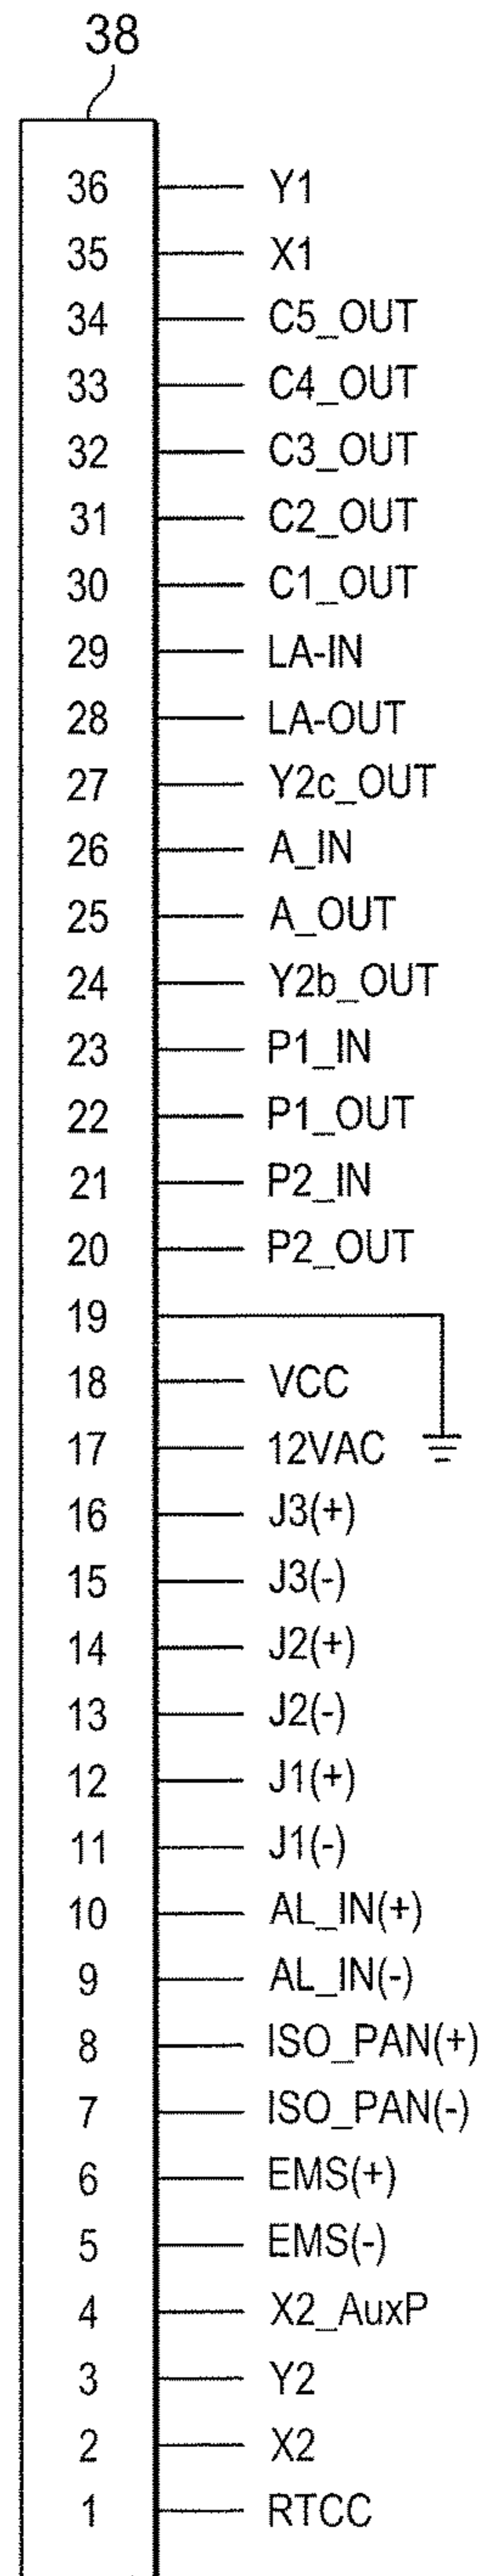 38
36 Y1
35 X1
34 C5_OUT
33 C4_OUT
32 C3_OUT
31 C2_OUT
30 C1_OUT
29 LA-IN
28 LA-OUT
27 Y2c_OUT
26 A_IN
25 A_OUT
24 Y2b_OUT
23 P1_IN
22 P1_OUT
21 P2_IN
20 P2_OUT
19
18 VCC
17 12VAC
16 J3(+)
15 J3(-)
14 J2(+)
13 J2(-)
12 J1(+)
11 J1(-)
10 AL_IN(+)
9 AL_IN(-)
8 ISO_PAN(+)
7 ISO_PAN(-)
6 EMS(+)
5 EMS(-)
4 X2_AuxP
3 Y2
2 X2
1 RTCC